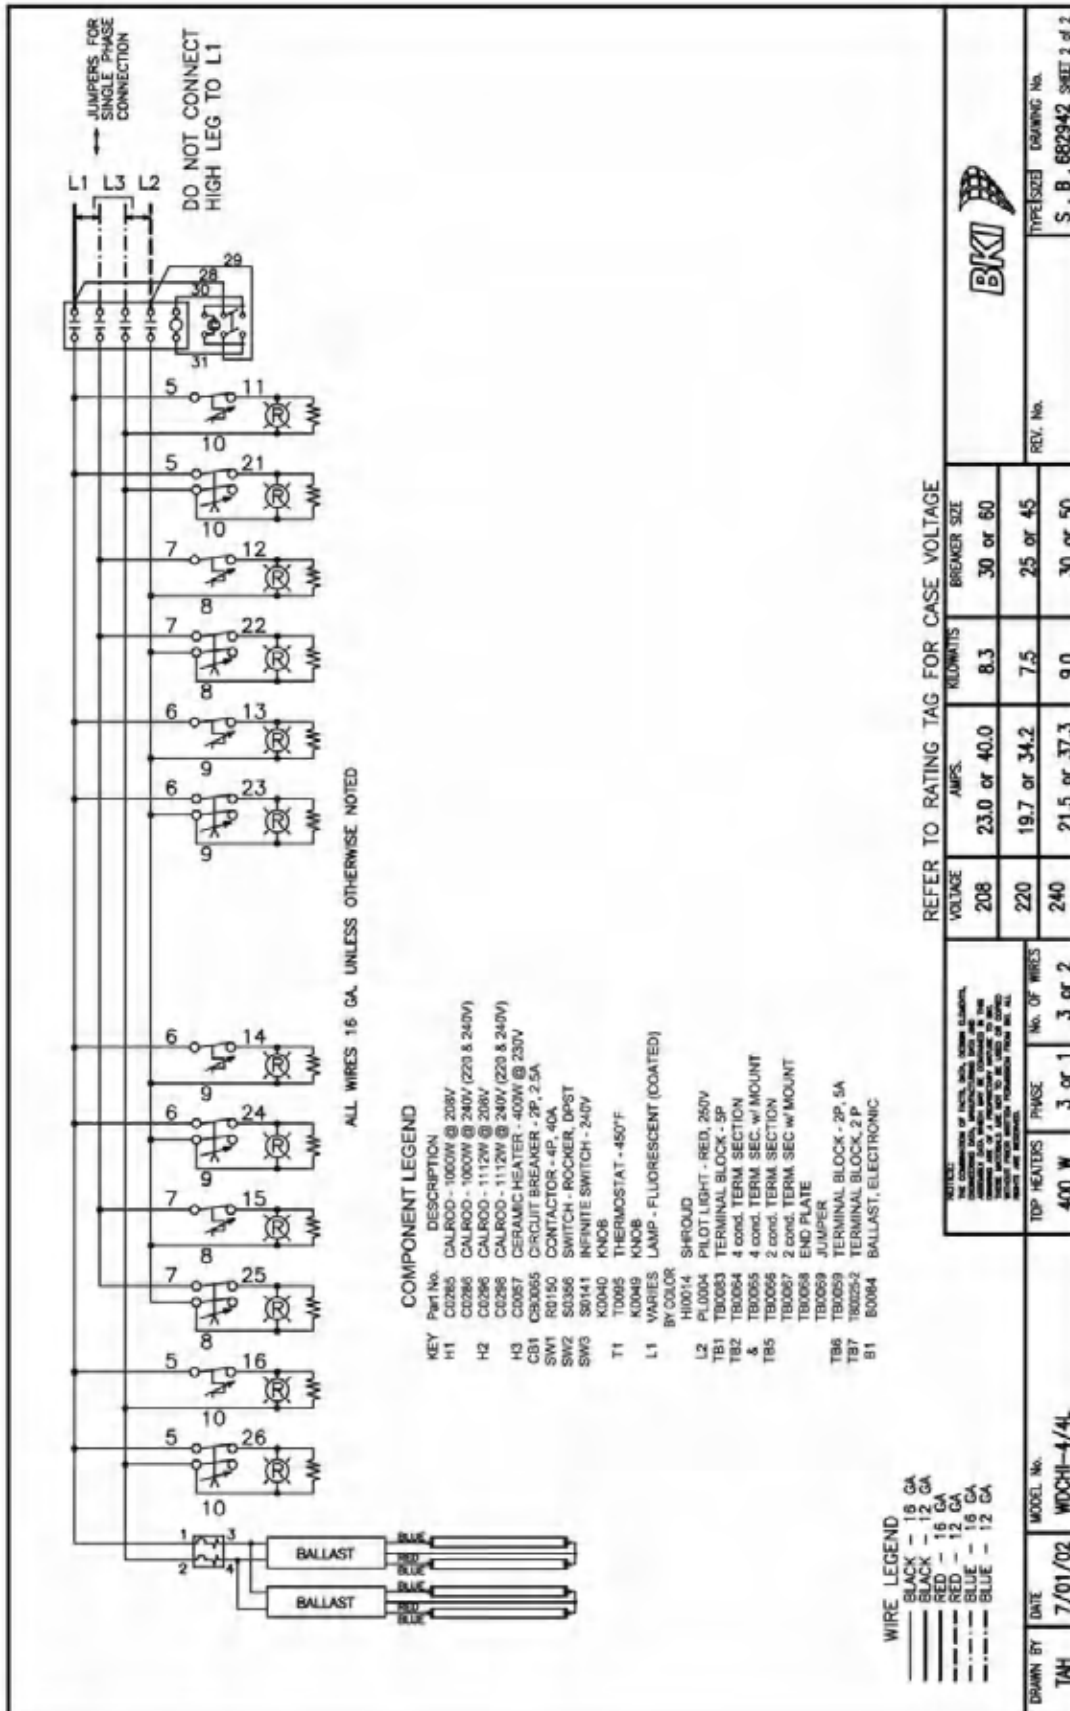 JUMPERS FOR
SINGLE PHASE
CONNECTION
L1
L3
L2
DO NOT CONNECT
HIGH LEG TO L1
29
28
30
31
5
11
10
5
21
10
7
12
8
7
22
8
6
13
9
6
23
9
6
14
9
6
24
9
7
15
8
7
25
8
5
16
10
5
26
10
R
R
R
R
R
R
R
R
R
R
R
R
1
3
2
4
BALLAST
BALLAST
BLUE
RED
BLUE
BLUE
RED
BLUE
ALL WIRES 16 GA. UNLESS OTHERWISE NOTED
COMPONENT LEGEND
KEY Part No. DESCRIPTION
H1 C0285 CALROD - 1000W @ 208V
C0286 CALROD - 1000W @ 240V (220 & 240V)
H2 C0296 CALROD - 1112W @ 208V
C0298 CALROD - 1112W @ 240V (220 & 240V)
H3 C0057 CERAMIC HEATER - 400W @ 230V
CB1 CB0065 CIRCUIT BREAKER - 2P, 2.5A
SW1 R0150 CONTACTOR - 4P, 40A
SW2 S0356 SWITCH - ROCKER, DPST
SW3 S0141 INFINITE SWITCH - 240V
K0040 KNOB
T1 T0095 THERMOSTAT - 450°F
K0049 KNOB
L1 VARIES LAMP - FLUORESCENT (COATED)
BY COLOR
HI0014 SHROUD
L2 PL0004 PILOT LIGHT - RED, 250V
TB1 TB0083 TERMINAL BLOCK - 5P
TB2 TB0064 4 cond. TERM. SECTION
& TB0065 4 cond. TERM. SEC. w/ MOUNT
TB5 TB0066 2 cond. TERM. SECTION
TB0067 2 cond. TERM. SEC w/ MOUNT
TB0068 END PLATE
TB0069 JUMPER
TB6 TB0059 TERMINAL BLOCK - 2P, 5A
TB7 TB025-2 TERMINAL BLOCK, 2 P
B1 B0084 BALLAST, ELECTRONIC
WIRE LEGEND
BLACK - 16 GA
BLACK - 12 GA
RED - 16 GA
RED - 12 GA
BLUE - 16 GA
BLUE - 12 GA
REFER TO RATING TAG FOR CASE VOLTAGE
VOLTAGE AMPS. KILOWATTS BREAKER SIZE
208 23.0 or 40.0 8.3 30 or 60
220 19.7 or 34.2 7.5 25 or 45
240 21.5 or 37.3 9.0 30 or 50
BKI
DRAWN BY DATE MODEL No. TOP HEATERS PHASE No. OF WIRES REV. No. TYPE SIZE DRAWING No.
TAH 7/01/02 WDCHI-4/4L 400 W 3 or 1 3 or 2 S . B . 682942 SHEET 2 of 2